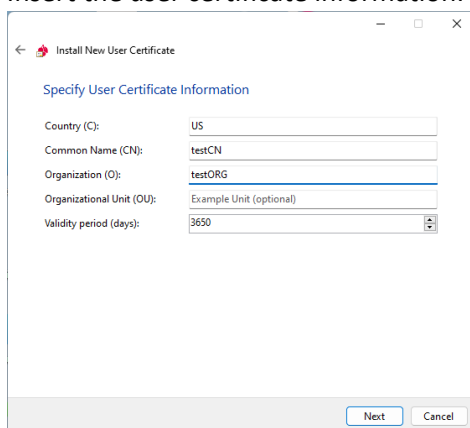 Insert the user certificate information.
Install New User Certificate
Specify User Certificate Information
Country (C): US
Common Name (CN): testCN
Organization (O): testORG
Organizational Unit (OU): Example Unit (optional)
Validity period (days): 3650
Next Cancel